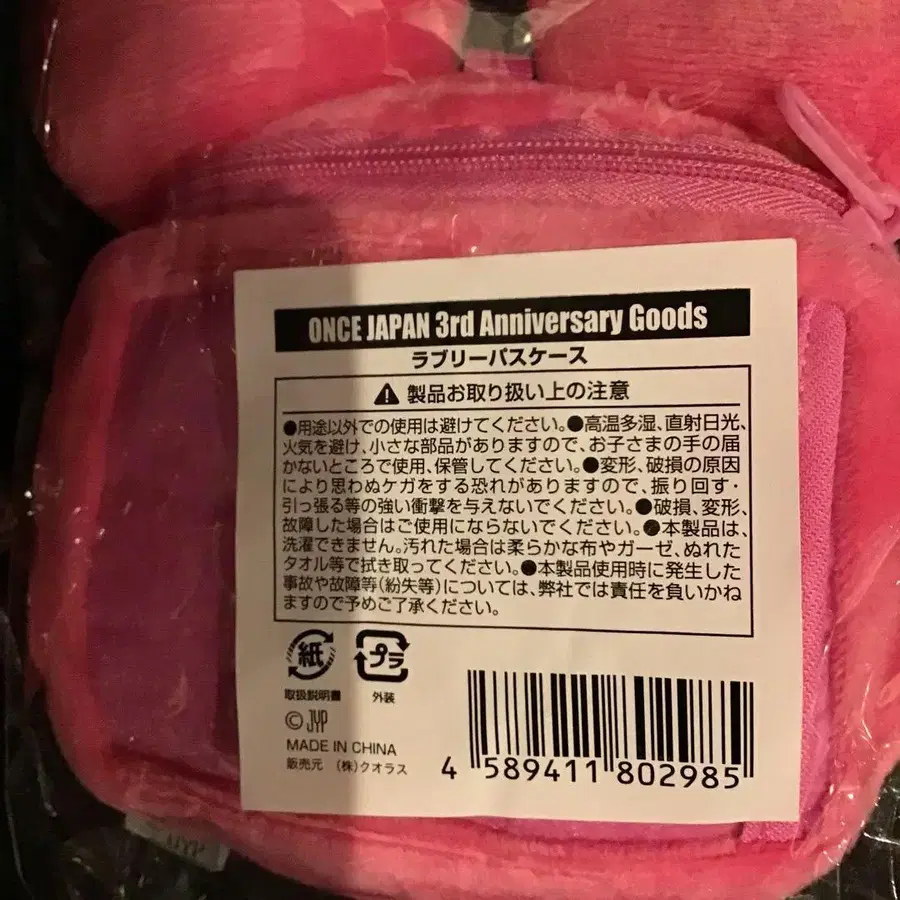 ONCE JAPAN 3rd Anniversary Goods
ラブリーパスケース
製品お取り扱い上の注意
●用途以外での使用は避けてください。●高温多湿、直射日光、
火気を避け、小さな部品がありますので、お子さまの手の届
かないところで使用、保管してください。●変形、破損の原因
により思わぬケガをする恐れがありますので、振り回す・
引っ張る等の強い衝撃を与えないでください。●破損、変形、
故障した場合はご使用にならないでください。●本製品は、
洗濯できません。汚れた場合は柔らかな布やガーゼ、ぬれた
タオル等で拭き取ってください。●本製品使用時に発生した
事故や故障等(紛失等)については、弊社では責任を負いかね
ますので予めご了承ください。
紙 プラ
取扱説明書 外装
©JYP
MADE IN CHINA
販売元 (株)クオラス
4 589411 802985